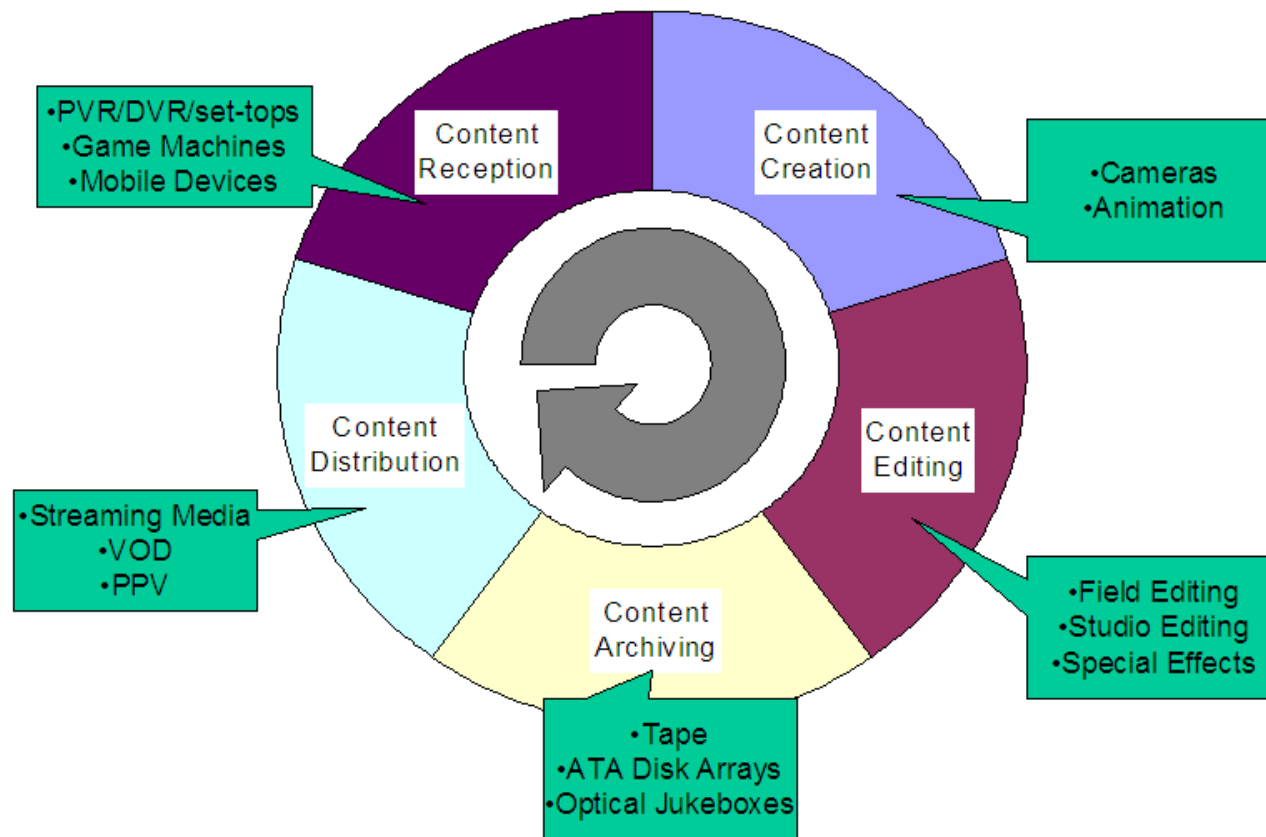 •PVR/DVR/set-tops
•Game Machines
•Mobile Devices
Content
Reception
Content
Creation
•Cameras
•Animation
Content
Distribution
Content
Editing
•Streaming Media
•VOD
•PPV
•Field Editing
•Studio Editing
•Special Effects
Content
Archiving
•Tape
•ATA Disk Arrays
•Optical Jukeboxes